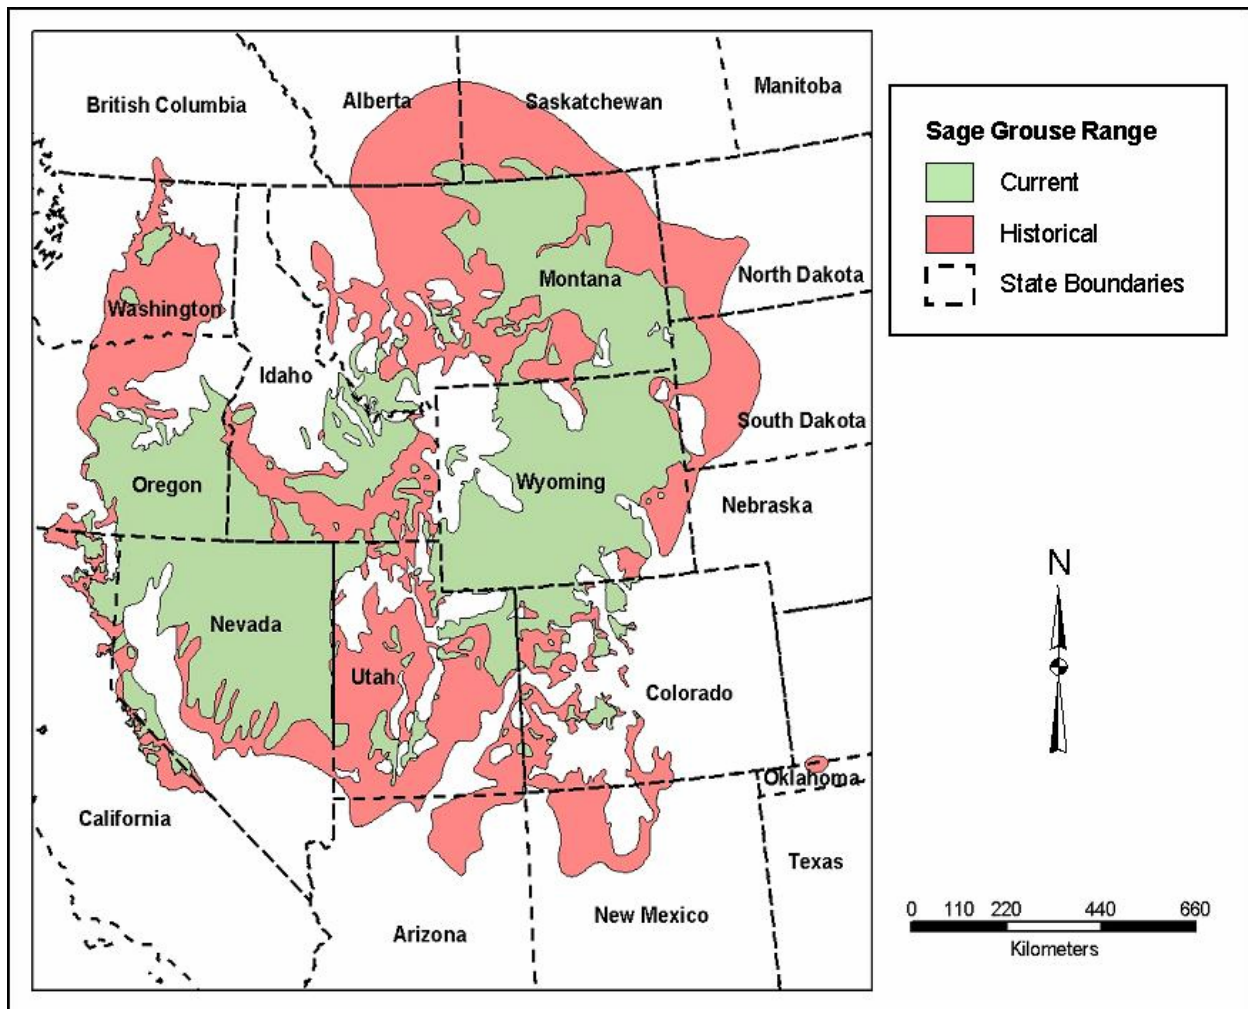 British Columbia
Alberta
Saskatchewan
Manitoba
Washington
Montana
North Dakota
Idaho
South Dakota
Oregon
Wyoming
Nebraska
Nevada
Utah
Colorado
Oklahoma
California
Texas
New Mexico
Arizona
Sage Grouse Range
Current
Historical
State Boundaries
N
0 110 220 440 660
Kilometers